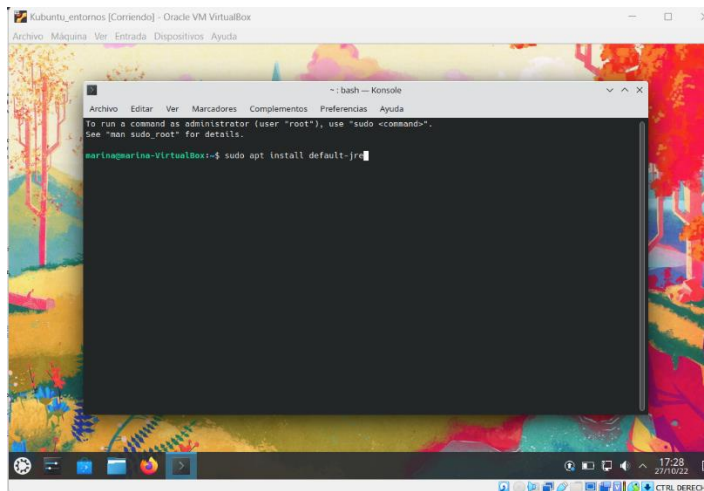 Kubuntu_entornos [Corriendo] - Oracle VM VirtualBox
Archivo Máquina Ver Entrada Dispositivos Ayuda
~ : bash — Konsole
Archivo Editar Ver Marcadores Complementos Preferencias Ayuda
To run a command as administrator (user "root"), use "sudo <command>".
See "man sudo_root" for details.
marina@marina-VirtualBox:~$ sudo apt install default-jre
17:28
27/10/22
CTRL DERECH